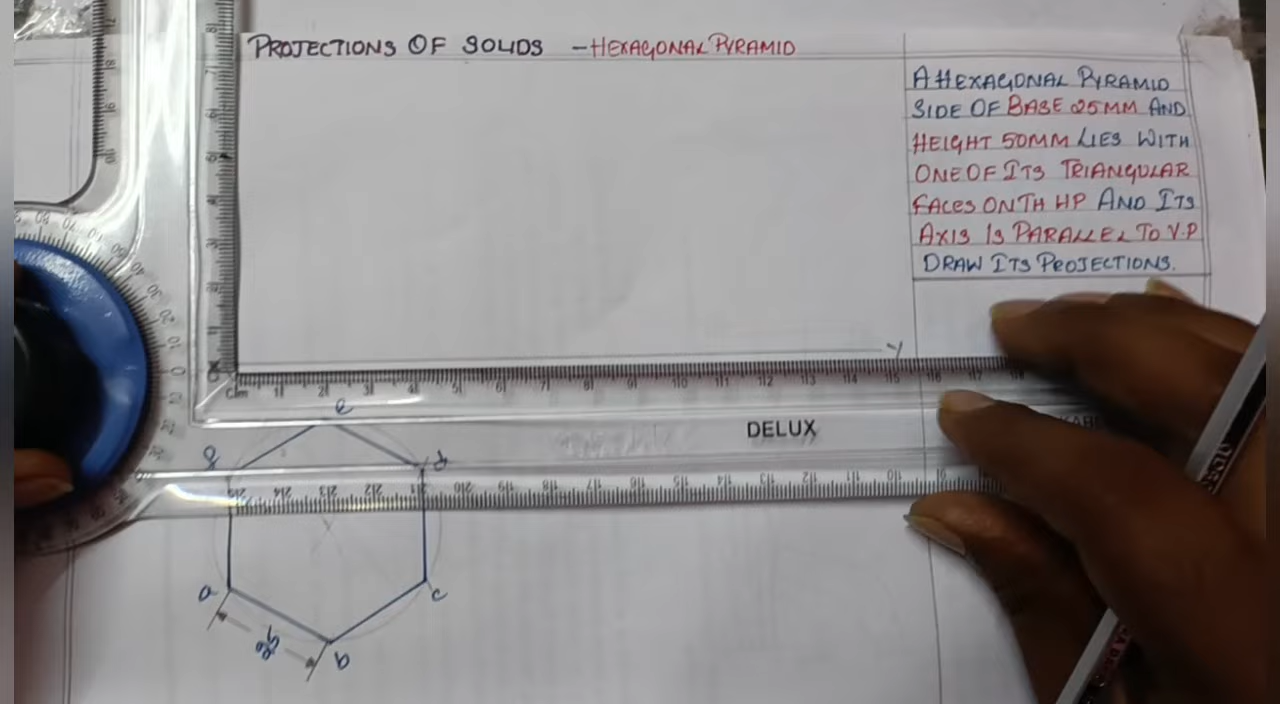 PROJECTIONS OF SOLIDS - HEXAGONAL PYRAMID
A HEXAGONAL PYRAMID
SIDE OF BASE 25MM AND
HEIGHT 50MM LIES WITH
ONE OF ITS TRIANGULAR
FACES ON TH HP AND ITS
AXIS IS PARALLEL TO V.P
DRAW ITS PROJECTIONS.
Y
DELUX
e
d
a
c
b